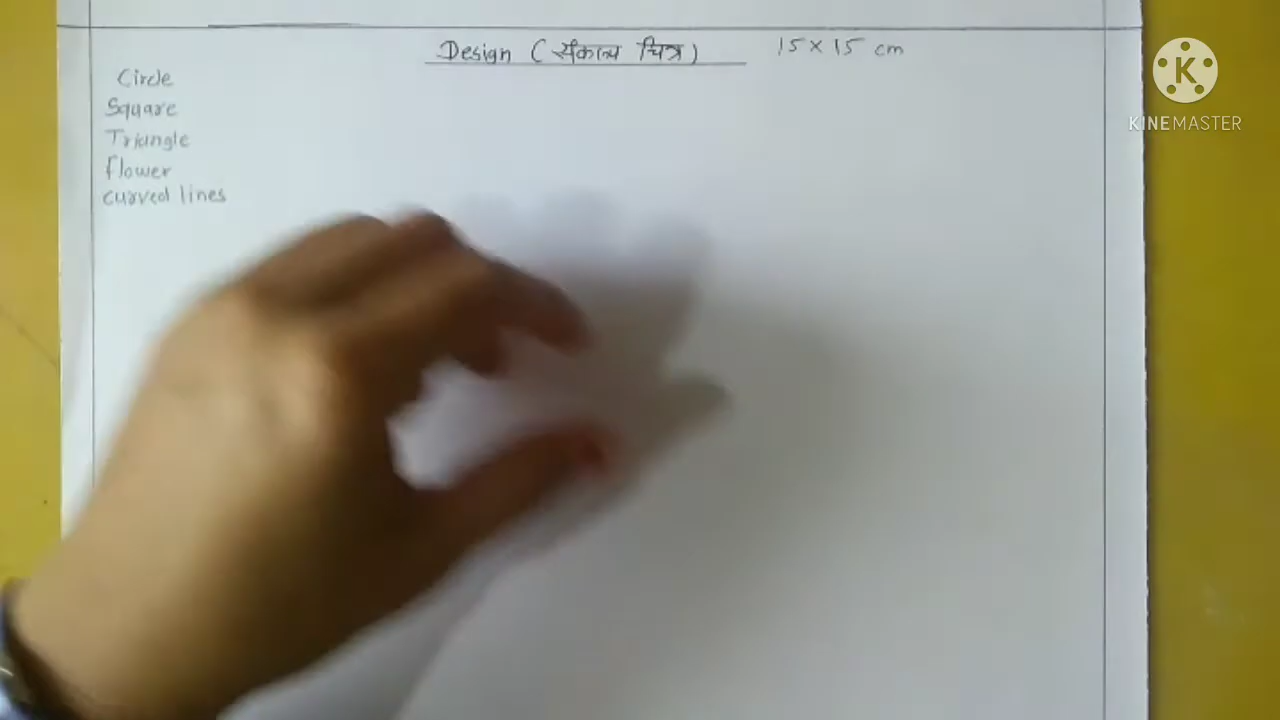 Design (संकल्प चित्र) 15 × 15 cm
Circle
Square
Triangle
flower
curved lines
K
KINEMASTER